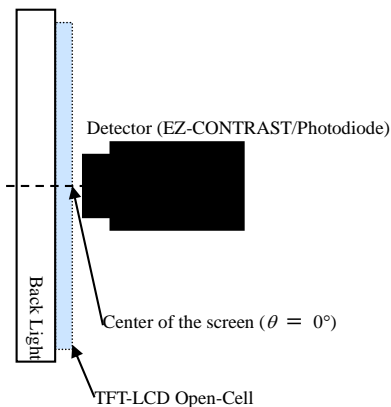 Detector (EZ-CONTRAST/Photodiode)
Back Light
Center of the screen (θ = 0°)
TFT-LCD Open-Cell